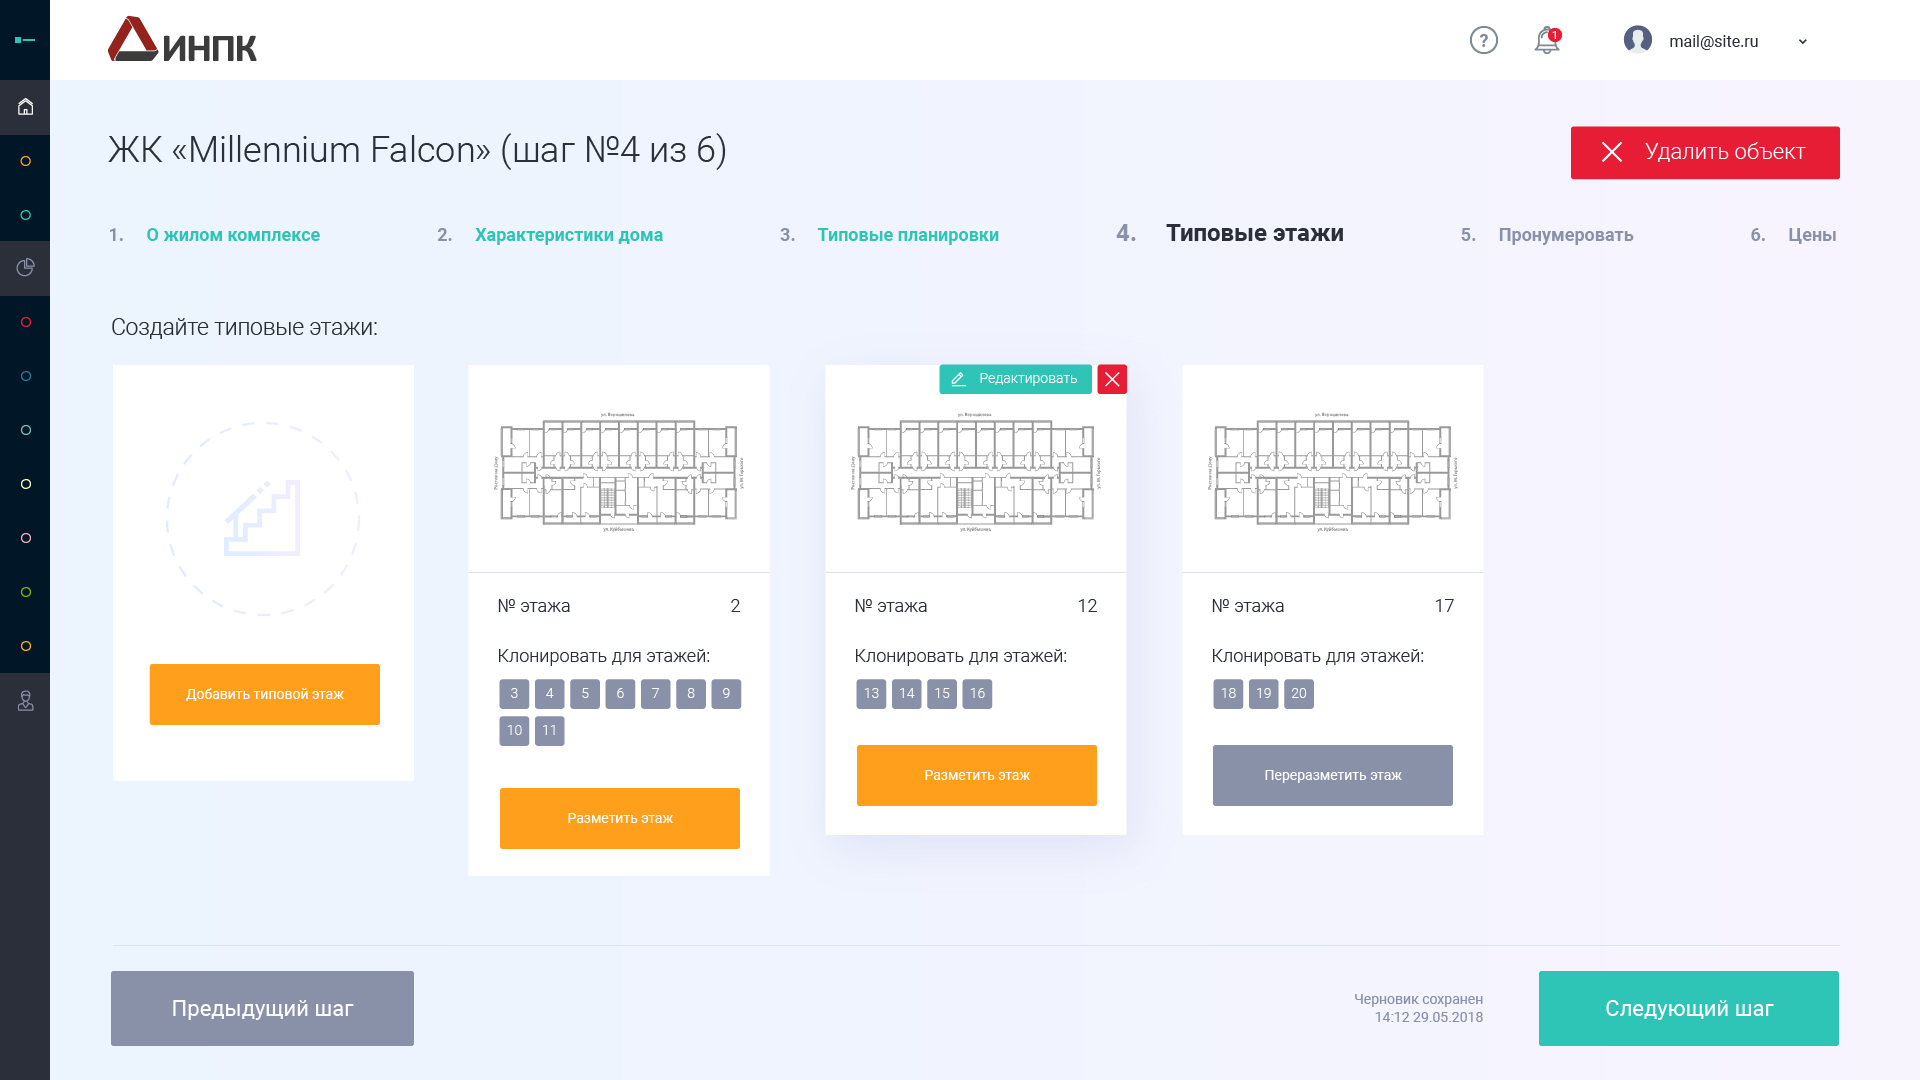 ИНПК
?
1
mail@site.ru
ЖК «Millennium Falcon» (шаг №4 из 6)
Удалить объект
1. О жилом комплексе
2. Характеристики дома
3. Типовые планировки
4. Типовые этажи
5. Пронумеровать
6. Цены
Создайте типовые этажи:
Добавить типовой этаж
№ этажа 2
Клонировать для этажей:
3 4 5 6 7 8 9
10 11
Разметить этаж
Редактировать
№ этажа 12
Клонировать для этажей:
13 14 15 16
Разметить этаж
№ этажа 17
Клонировать для этажей:
18 19 20
Переразметить этаж
Предыдущий шаг
Черновик сохранен
14:12 29.05.2018
Следующий шаг